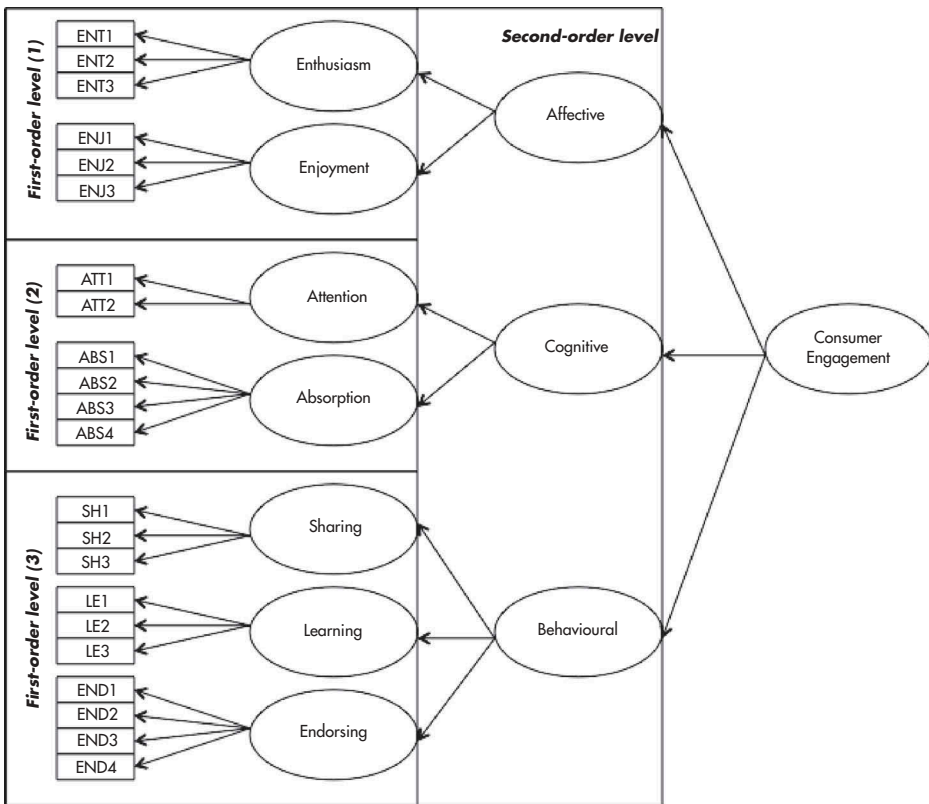 Second-order level
First-order level (1)
ENT1
ENT2
ENT3
Enthusiasm
ENJ1
ENJ2
ENJ3
Enjoyment
Affective
First-order level (2)
ATT1
ATT2
Attention
ABS1
ABS2
ABS3
ABS4
Absorption
Cognitive
Consumer
Engagement
First-order level (3)
SH1
SH2
SH3
Sharing
LE1
LE2
LE3
Learning
Behavioural
END1
END2
END3
END4
Endorsing